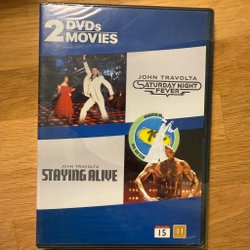 2 DVDs
MOVIES
JOHN TRAVOLTA
SATURDAY NIGHT
FEVER
JOHN TRAVOLTA
STAYING ALIVE
15
11